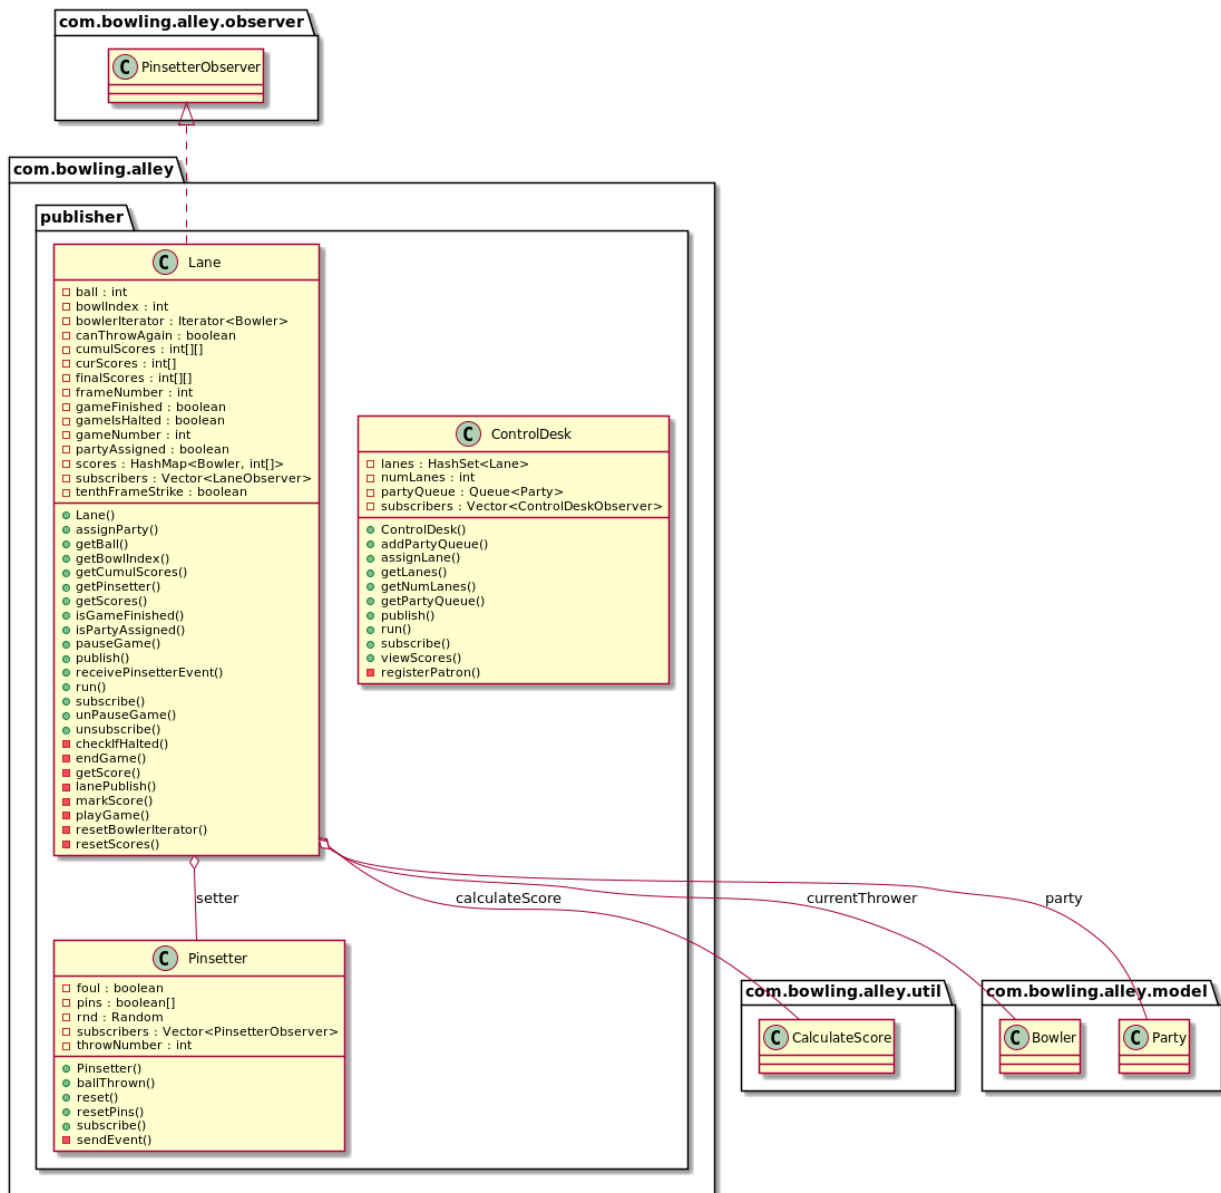 com.bowling.alley.observer
C PinsetterObserver
com.bowling.alley
publisher
C Lane
ball : int
bowlIndex : int
bowlerIterator : Iterator<Bowler>
canThrowAgain : boolean
cumulScores : int[][]
curScores : int[]
finalScores : int[][]
frameNumber : int
gameFinished : boolean
gameIsHalted : boolean
gameNumber : int
partyAssigned : boolean
scores : HashMap<Bowler, int[]>
subscribers : Vector<LaneObserver>
tenthFrameStrike : boolean
Lane()
assignParty()
getBall()
getBowlIndex()
getCumulScores()
getPinsetter()
getScores()
isGameFinished()
isPartyAssigned()
pauseGame()
publish()
receivePinsetterEvent()
run()
subscribe()
unPauseGame()
unsubscribe()
checkIfHalted()
endGame()
getScore()
lanePublish()
markScore()
playGame()
resetBowlerIterator()
resetScores()
C ControlDesk
lanes : HashSet<Lane>
numLanes : int
partyQueue : Queue<Party>
subscribers : Vector<ControlDeskObserver>
ControlDesk()
addPartyQueue()
assignLane()
getLanes()
getNumLanes()
getPartyQueue()
publish()
run()
subscribe()
viewScores()
registerPatron()
setter
calculateScore
currentThrower
party
C Pinsetter
foul : boolean
pins : boolean[]
rnd : Random
subscribers : Vector<PinsetterObserver>
throwNumber : int
Pinsetter()
ballThrown()
reset()
resetPins()
subscribe()
sendEvent()
com.bowling.alley.util
C CalculateScore
com.bowling.alley.model
C Bowler
C Party